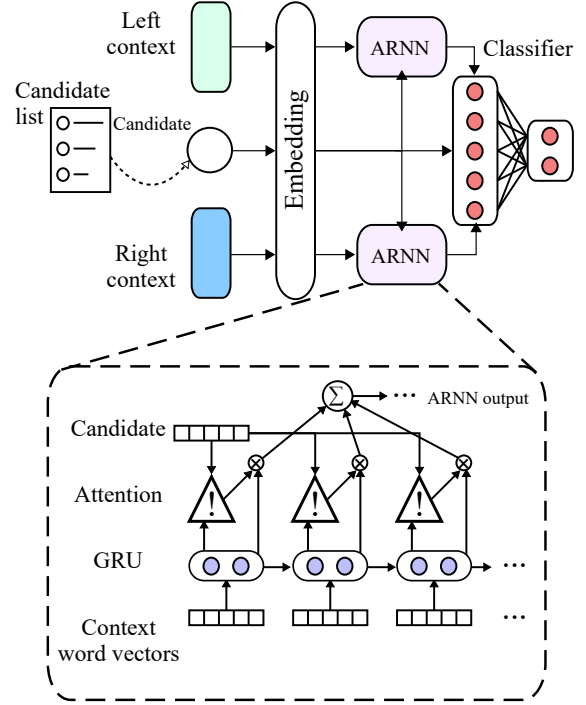 Left
context
ARNN
Classifier
Candidate
list
Candidate
Embedding
Right
context
ARNN
Σ
... ARNN output
Candidate
Attention
! ! !
GRU
...
Context
word vectors
...